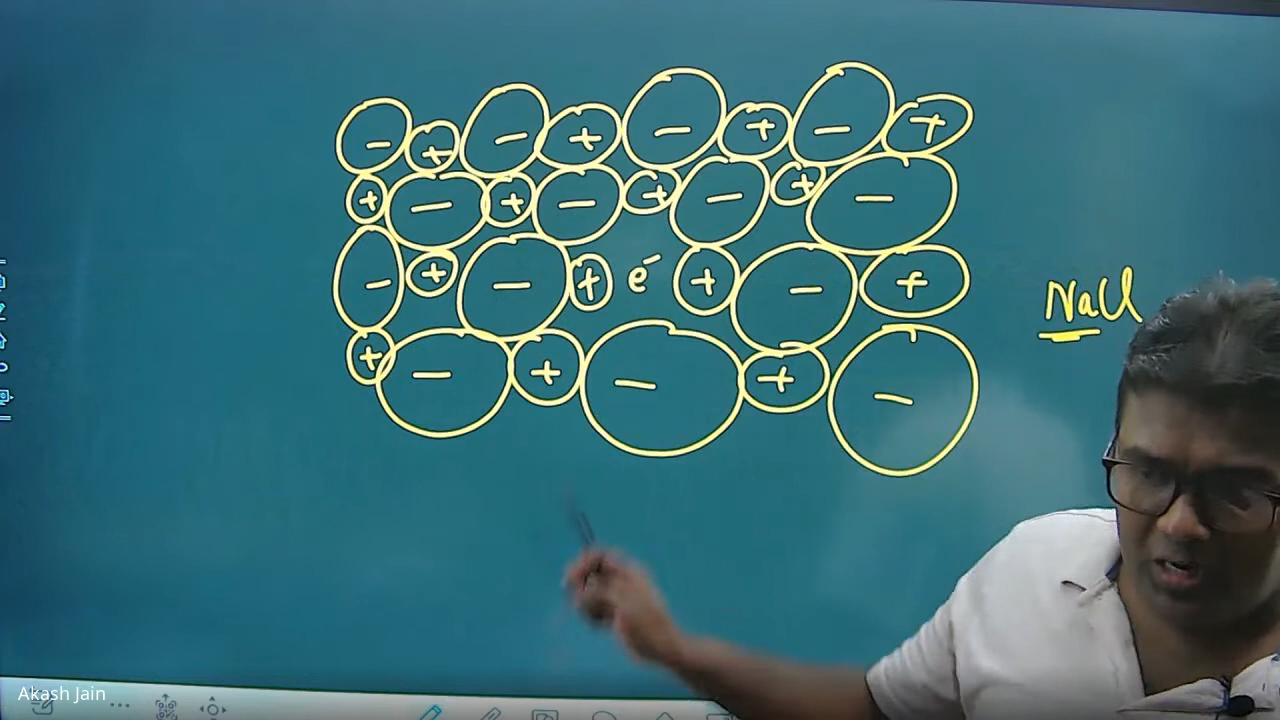 - + - + - + - +
+ - + - + - + -
- + - + e⁻ + - +
+ - + - + -
NaCl
Akash Jain